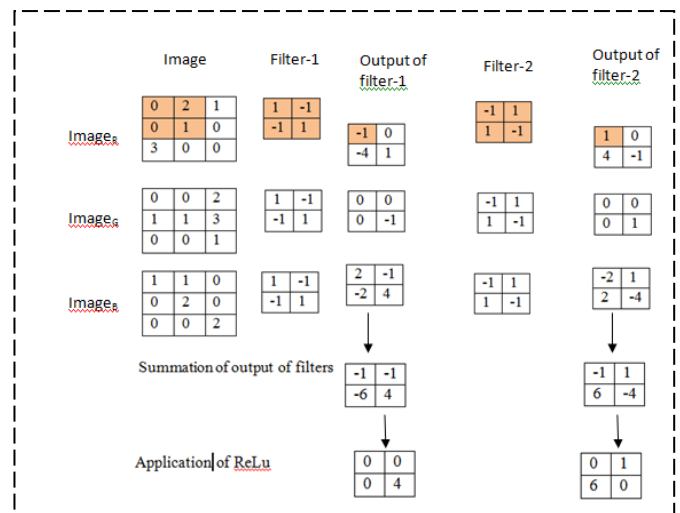 Image
Filter-1
Output of
filter-1
Filter-2
Output of
filter-2
ImageR
0 2 1
0 1 0
3 0 0
1 -1
-1 1
-1 0
-4 1
-1 1
1 -1
1 0
4 -1
ImageG
0 0 2
1 1 3
0 0 1
1 -1
-1 1
0 0
0 -1
-1 1
1 -1
0 0
0 1
ImageB
1 1 0
0 2 0
0 0 2
1 -1
-1 1
2 -1
-2 4
-1 1
1 -1
-2 1
2 -4
Summation of output of filters
-1 -1
-6 4
-1 1
6 -4
Application of ReLu
0 0
0 4
0 1
6 0